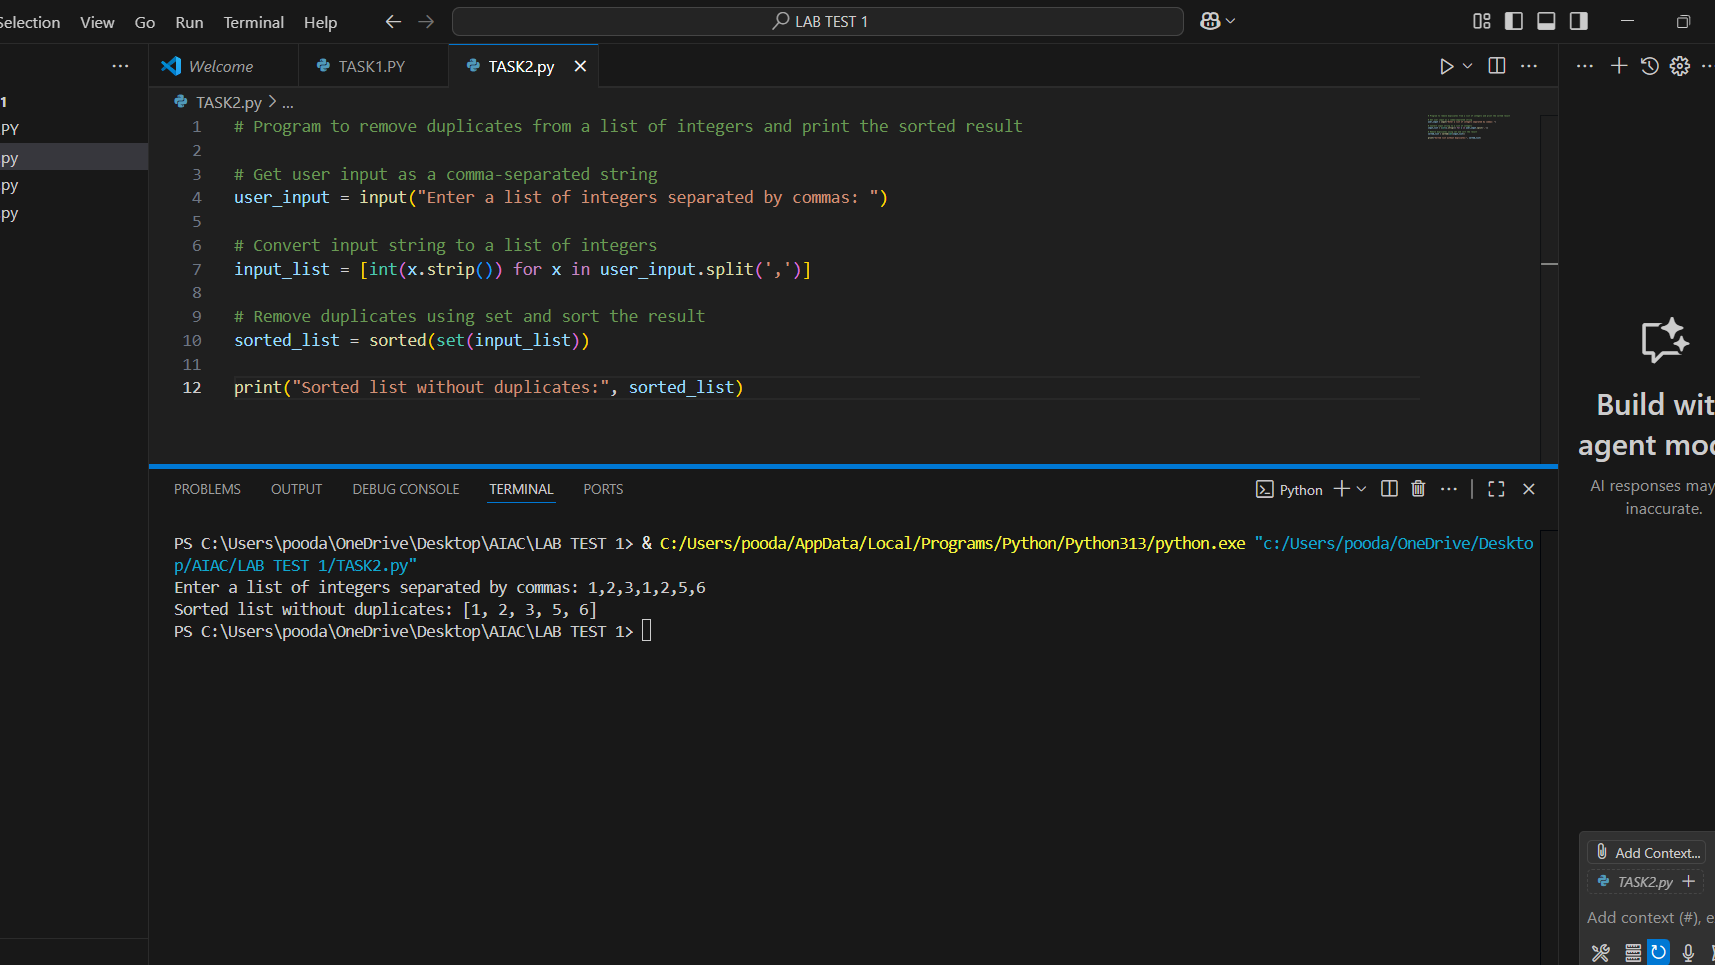 Selection View Go Run Terminal Help
LAB TEST 1
Welcome
TASK1.PY
TASK2.py
1
PY
py
py
py
TASK2.py > ...
1 # Program to remove duplicates from a list of integers and print the sorted result
2
3 # Get user input as a comma-separated string
4 user_input = input("Enter a list of integers separated by commas: ")
5
6 # Convert input string to a list of integers
7 input_list = [int(x.strip()) for x in user_input.split(',')]
8
9 # Remove duplicates using set and sort the result
10 sorted_list = sorted(set(input_list))
11
12 print("Sorted list without duplicates:", sorted_list)
PROBLEMS OUTPUT DEBUG CONSOLE TERMINAL PORTS
Python
PS C:\Users\pooda\OneDrive\Desktop\AIAC\LAB TEST 1> & C:/Users/pooda/AppData/Local/Programs/Python/Python313/python.exe "c:/Users/pooda/OneDrive/Deskto
p/AIAC/LAB TEST 1/TASK2.py"
Enter a list of integers separated by commas: 1,2,3,1,2,5,6
Sorted list without duplicates: [1, 2, 3, 5, 6]
PS C:\Users\pooda\OneDrive\Desktop\AIAC\LAB TEST 1>
Build wit
agent mo
AI responses may
inaccurate.
Add Context...
TASK2.py +
Add context (#), e